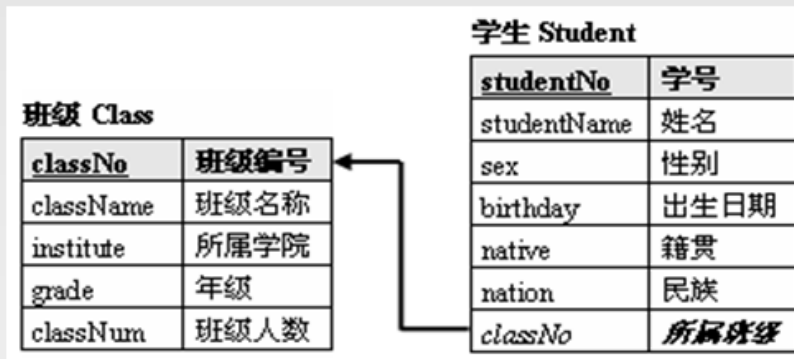 学生 Student
studentNo 学号
studentName 姓名
sex 性别
birthday 出生日期
native 籍贯
nation 民族
classNo 所属班级
班级 Class
classNo 班级编号
className 班级名称
institute 所属学院
grade 年级
classNum 班级人数